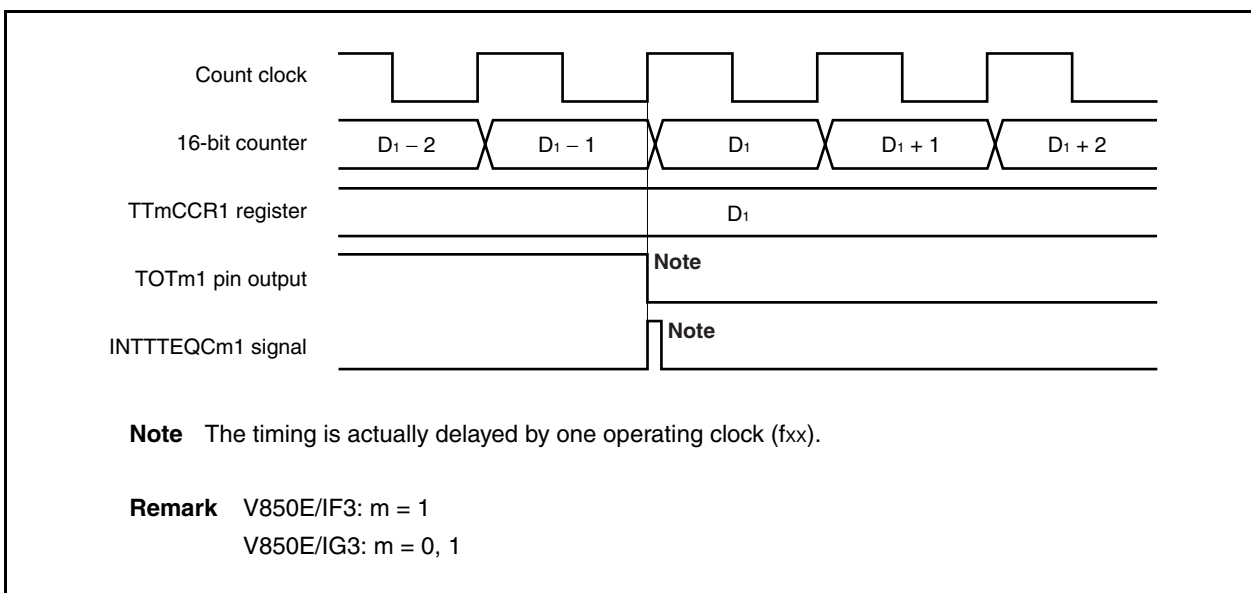 Count clock
16-bit counter D1 − 2 D1 − 1 D1 D1 + 1 D1 + 2
TTmCCR1 register D1
TOTm1 pin output Note
INTTTEQCm1 signal Note
Note The timing is actually delayed by one operating clock (fxx).
Remark V850E/IF3: m = 1
V850E/IG3: m = 0, 1